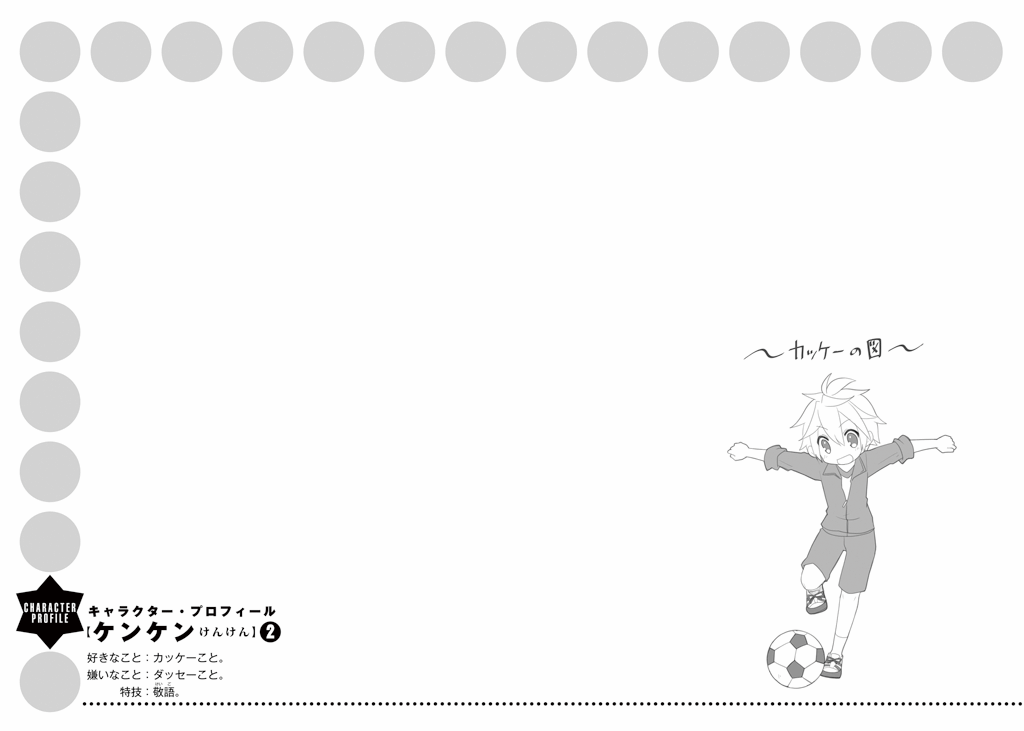 ～カッケーの図～
CHARACTER
PROFILE
キャラクター・プロフィール
【ケンケン けんけん】❷
好きなこと：カッケーこと。
嫌いなこと：ダッセーこと。
特技：敬語。